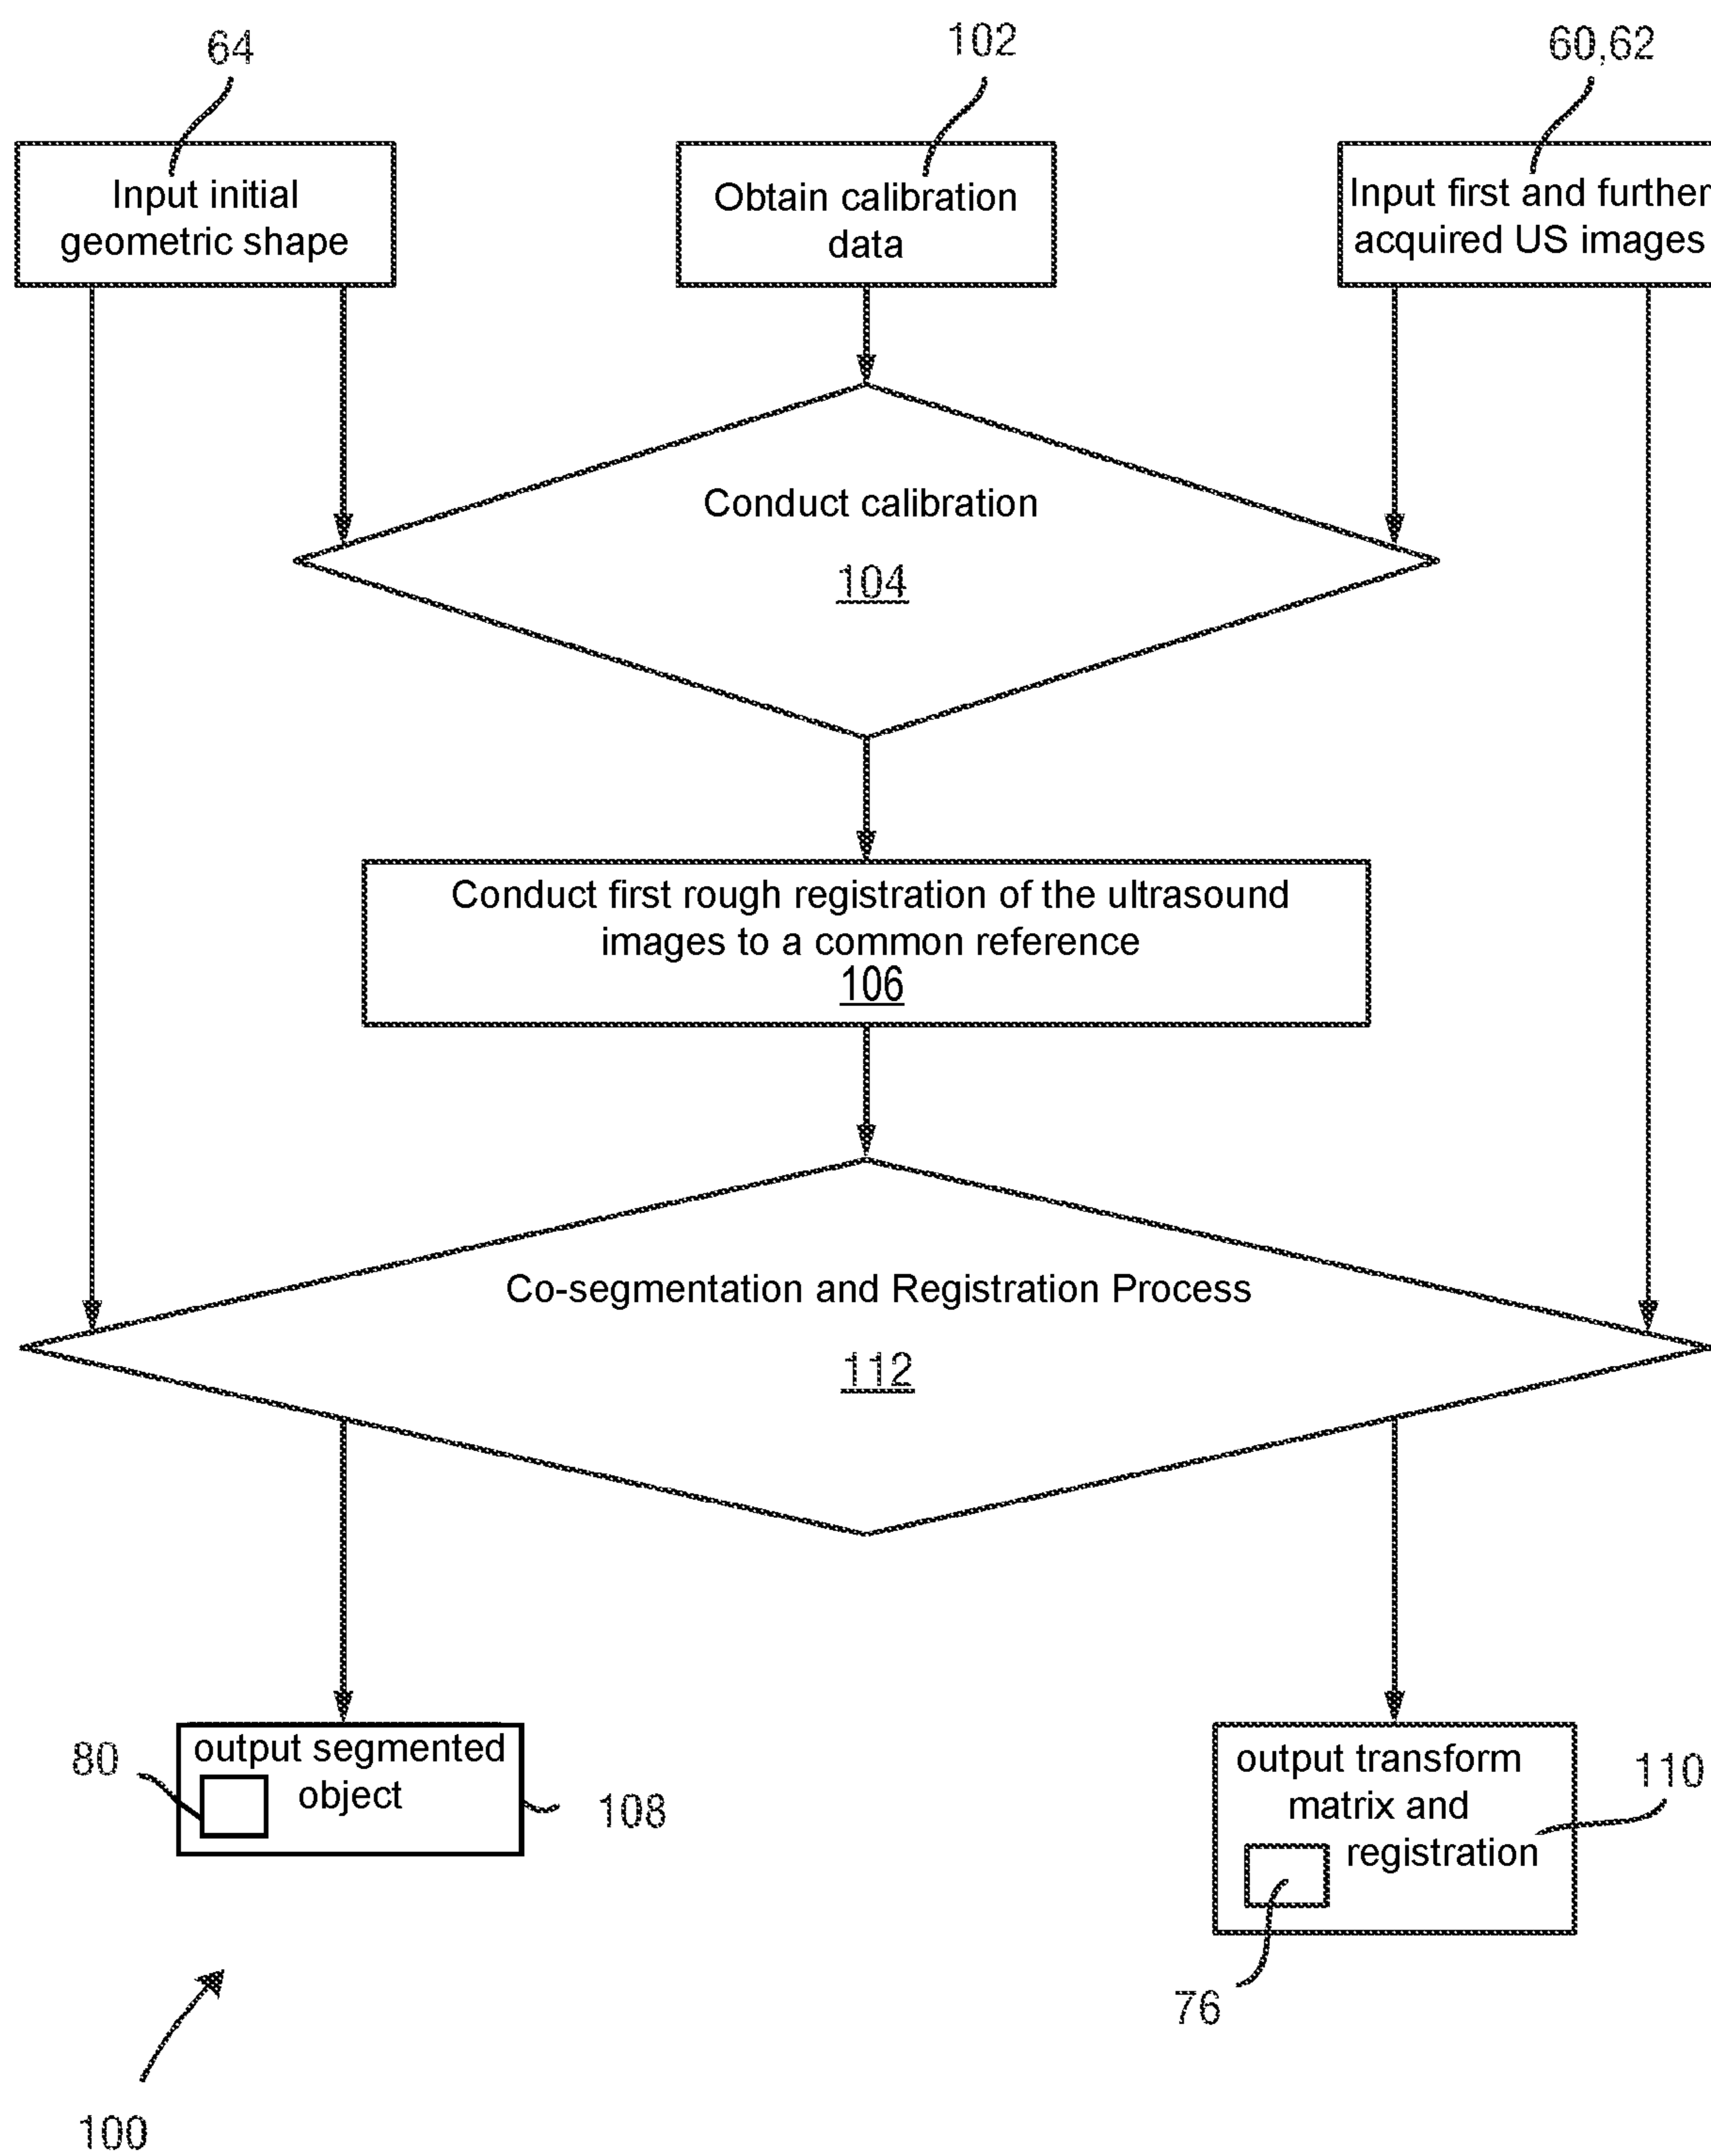 64
102
60,62
Input initial
geometric shape
Obtain calibration
data
Input first and further
acquired US images
Conduct calibration
104
Conduct first rough registration of the ultrasound
images to a common reference
106
Co-segmentation and Registration Process
112
80
output segmented
object
108
output transform
matrix and
registration
110
76
100